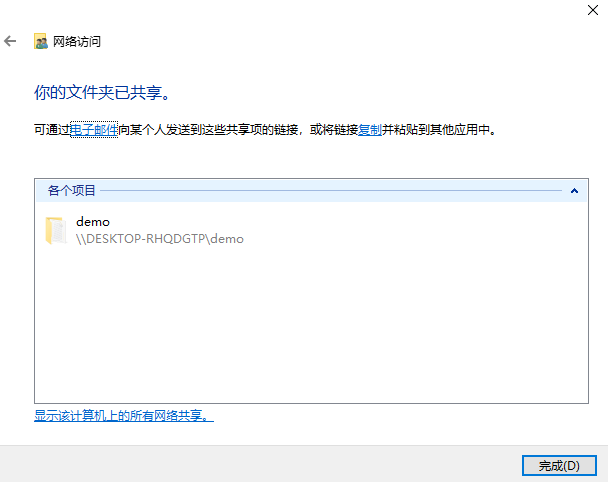 网络访问
你的文件夹已共享。
可通过电子邮件向某个人发送到这些共享项的链接，或将链接复制并粘贴到其他应用中。
各个项目
demo
\\DESKTOP-RHQDGTP\demo
显示该计算机上的所有网络共享。
完成(D)